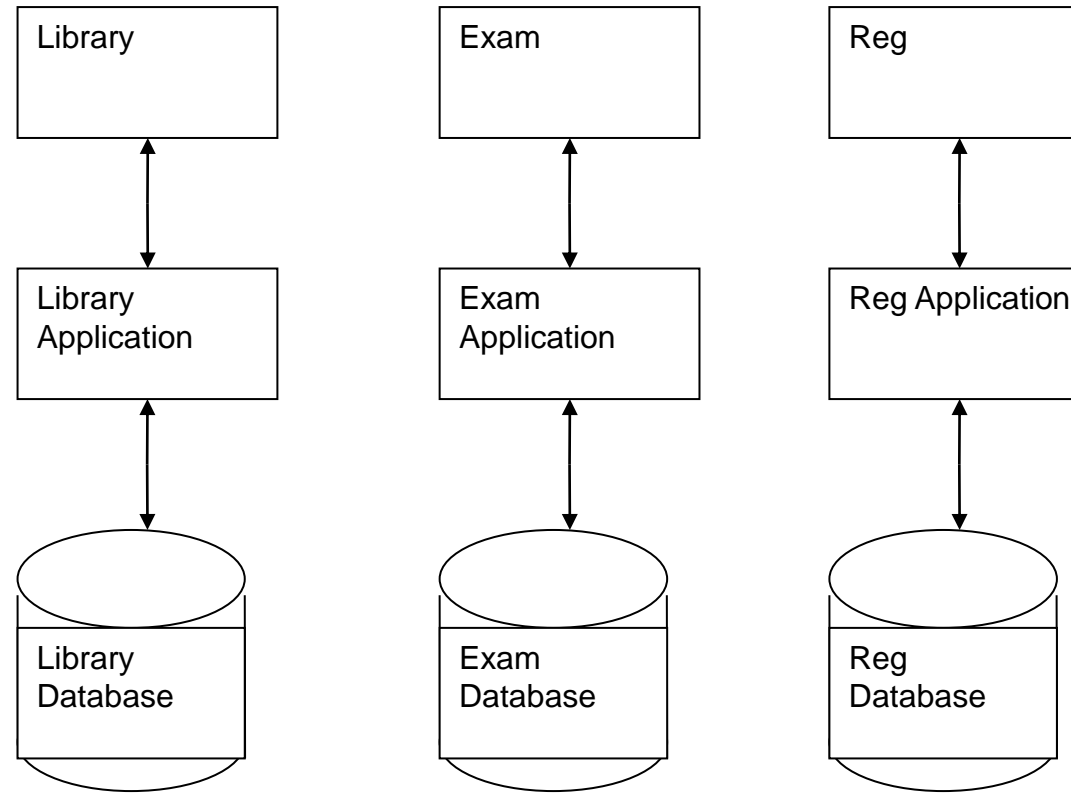 Library
Exam
Reg
Library
Application
Exam
Application
Reg Application
Library
Database
Exam
Database
Reg
Database